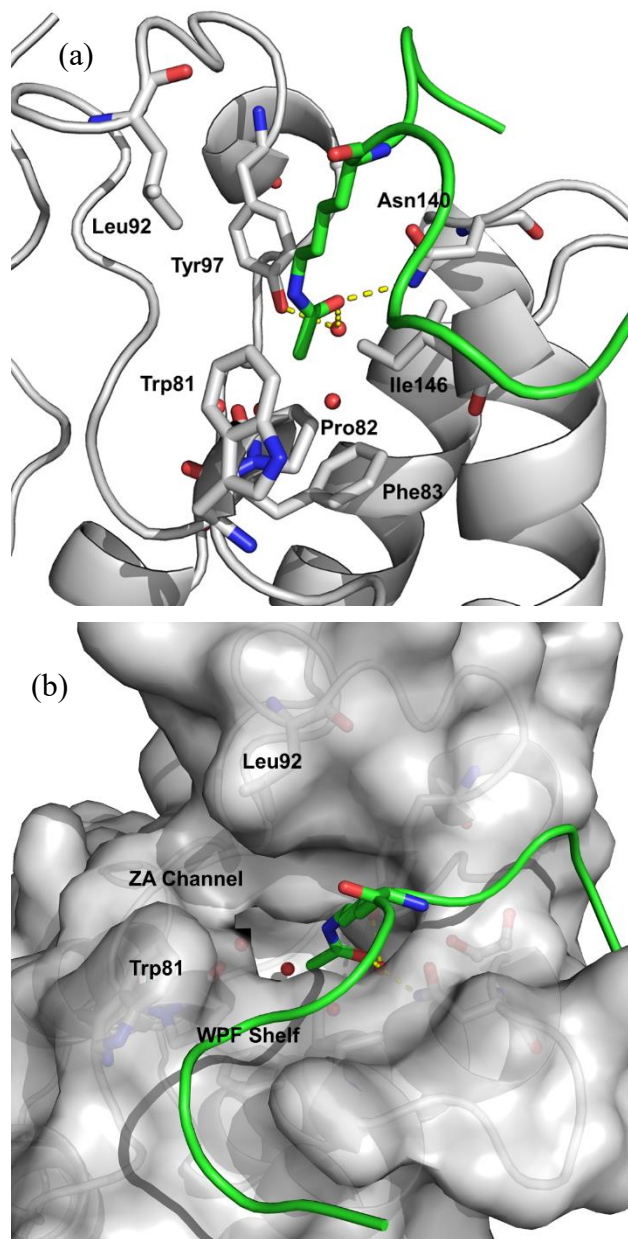 (a)
Leu92
Asn140
Tyr97
Trp81
Ile146
Pro82
Phe83
(b)
Leu92
ZA Channel
Trp81
WPF Shelf